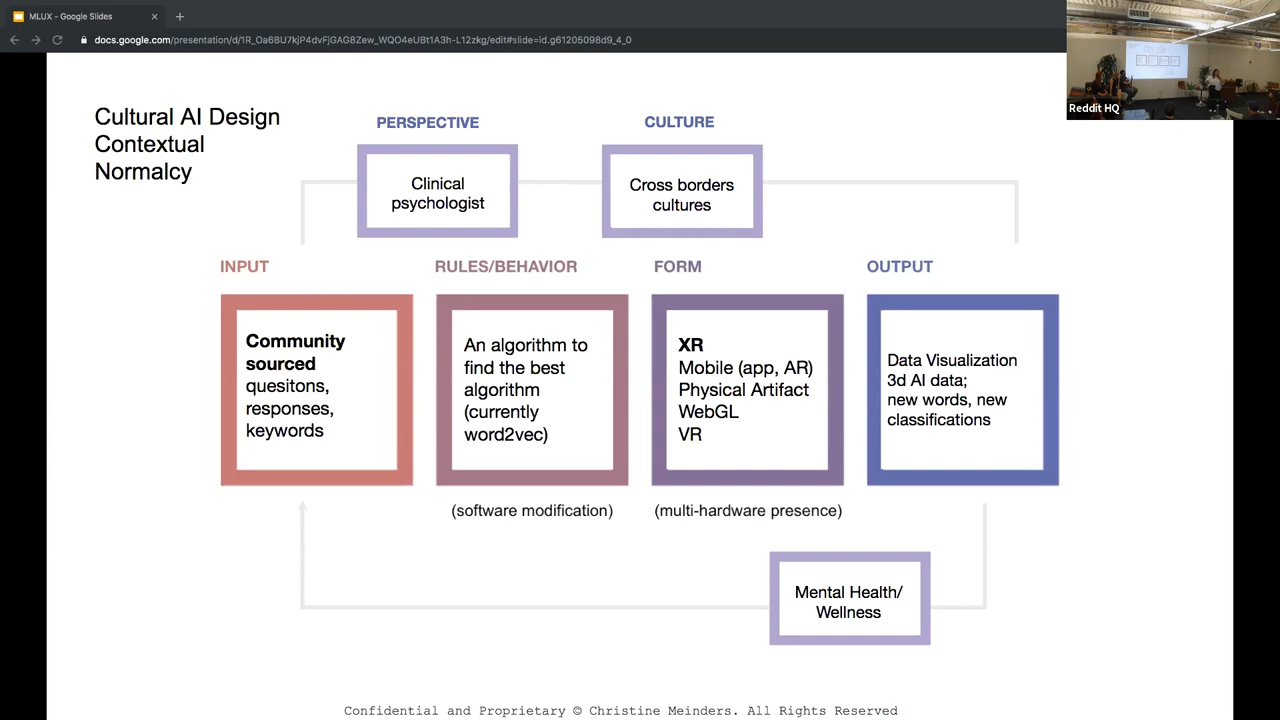 MLUX - Google Slides
docs.google.com/presentation/d/1R_Oa6BU7kjP4dvFjGAG8Zew_WQO4eUBt1A3h-L12zkg/edit#slide=id.g61205098d9_4_0
Reddit HQ
Cultural AI Design
Contextual
Normalcy
PERSPECTIVE
CULTURE
Clinical
psychologist
Cross borders
cultures
INPUT
RULES/BEHAVIOR
FORM
OUTPUT
Community
sourced
quesitons,
responses,
keywords
An algorithm to
find the best
algorithm
(currently
word2vec)
XR
Mobile (app, AR)
Physical Artifact
WebGL
VR
Data Visualization
3d AI data;
new words, new
classifications
(software modification)
(multi-hardware presence)
Mental Health/
Wellness
Confidential and Proprietary © Christine Meinders. All Rights Reserved